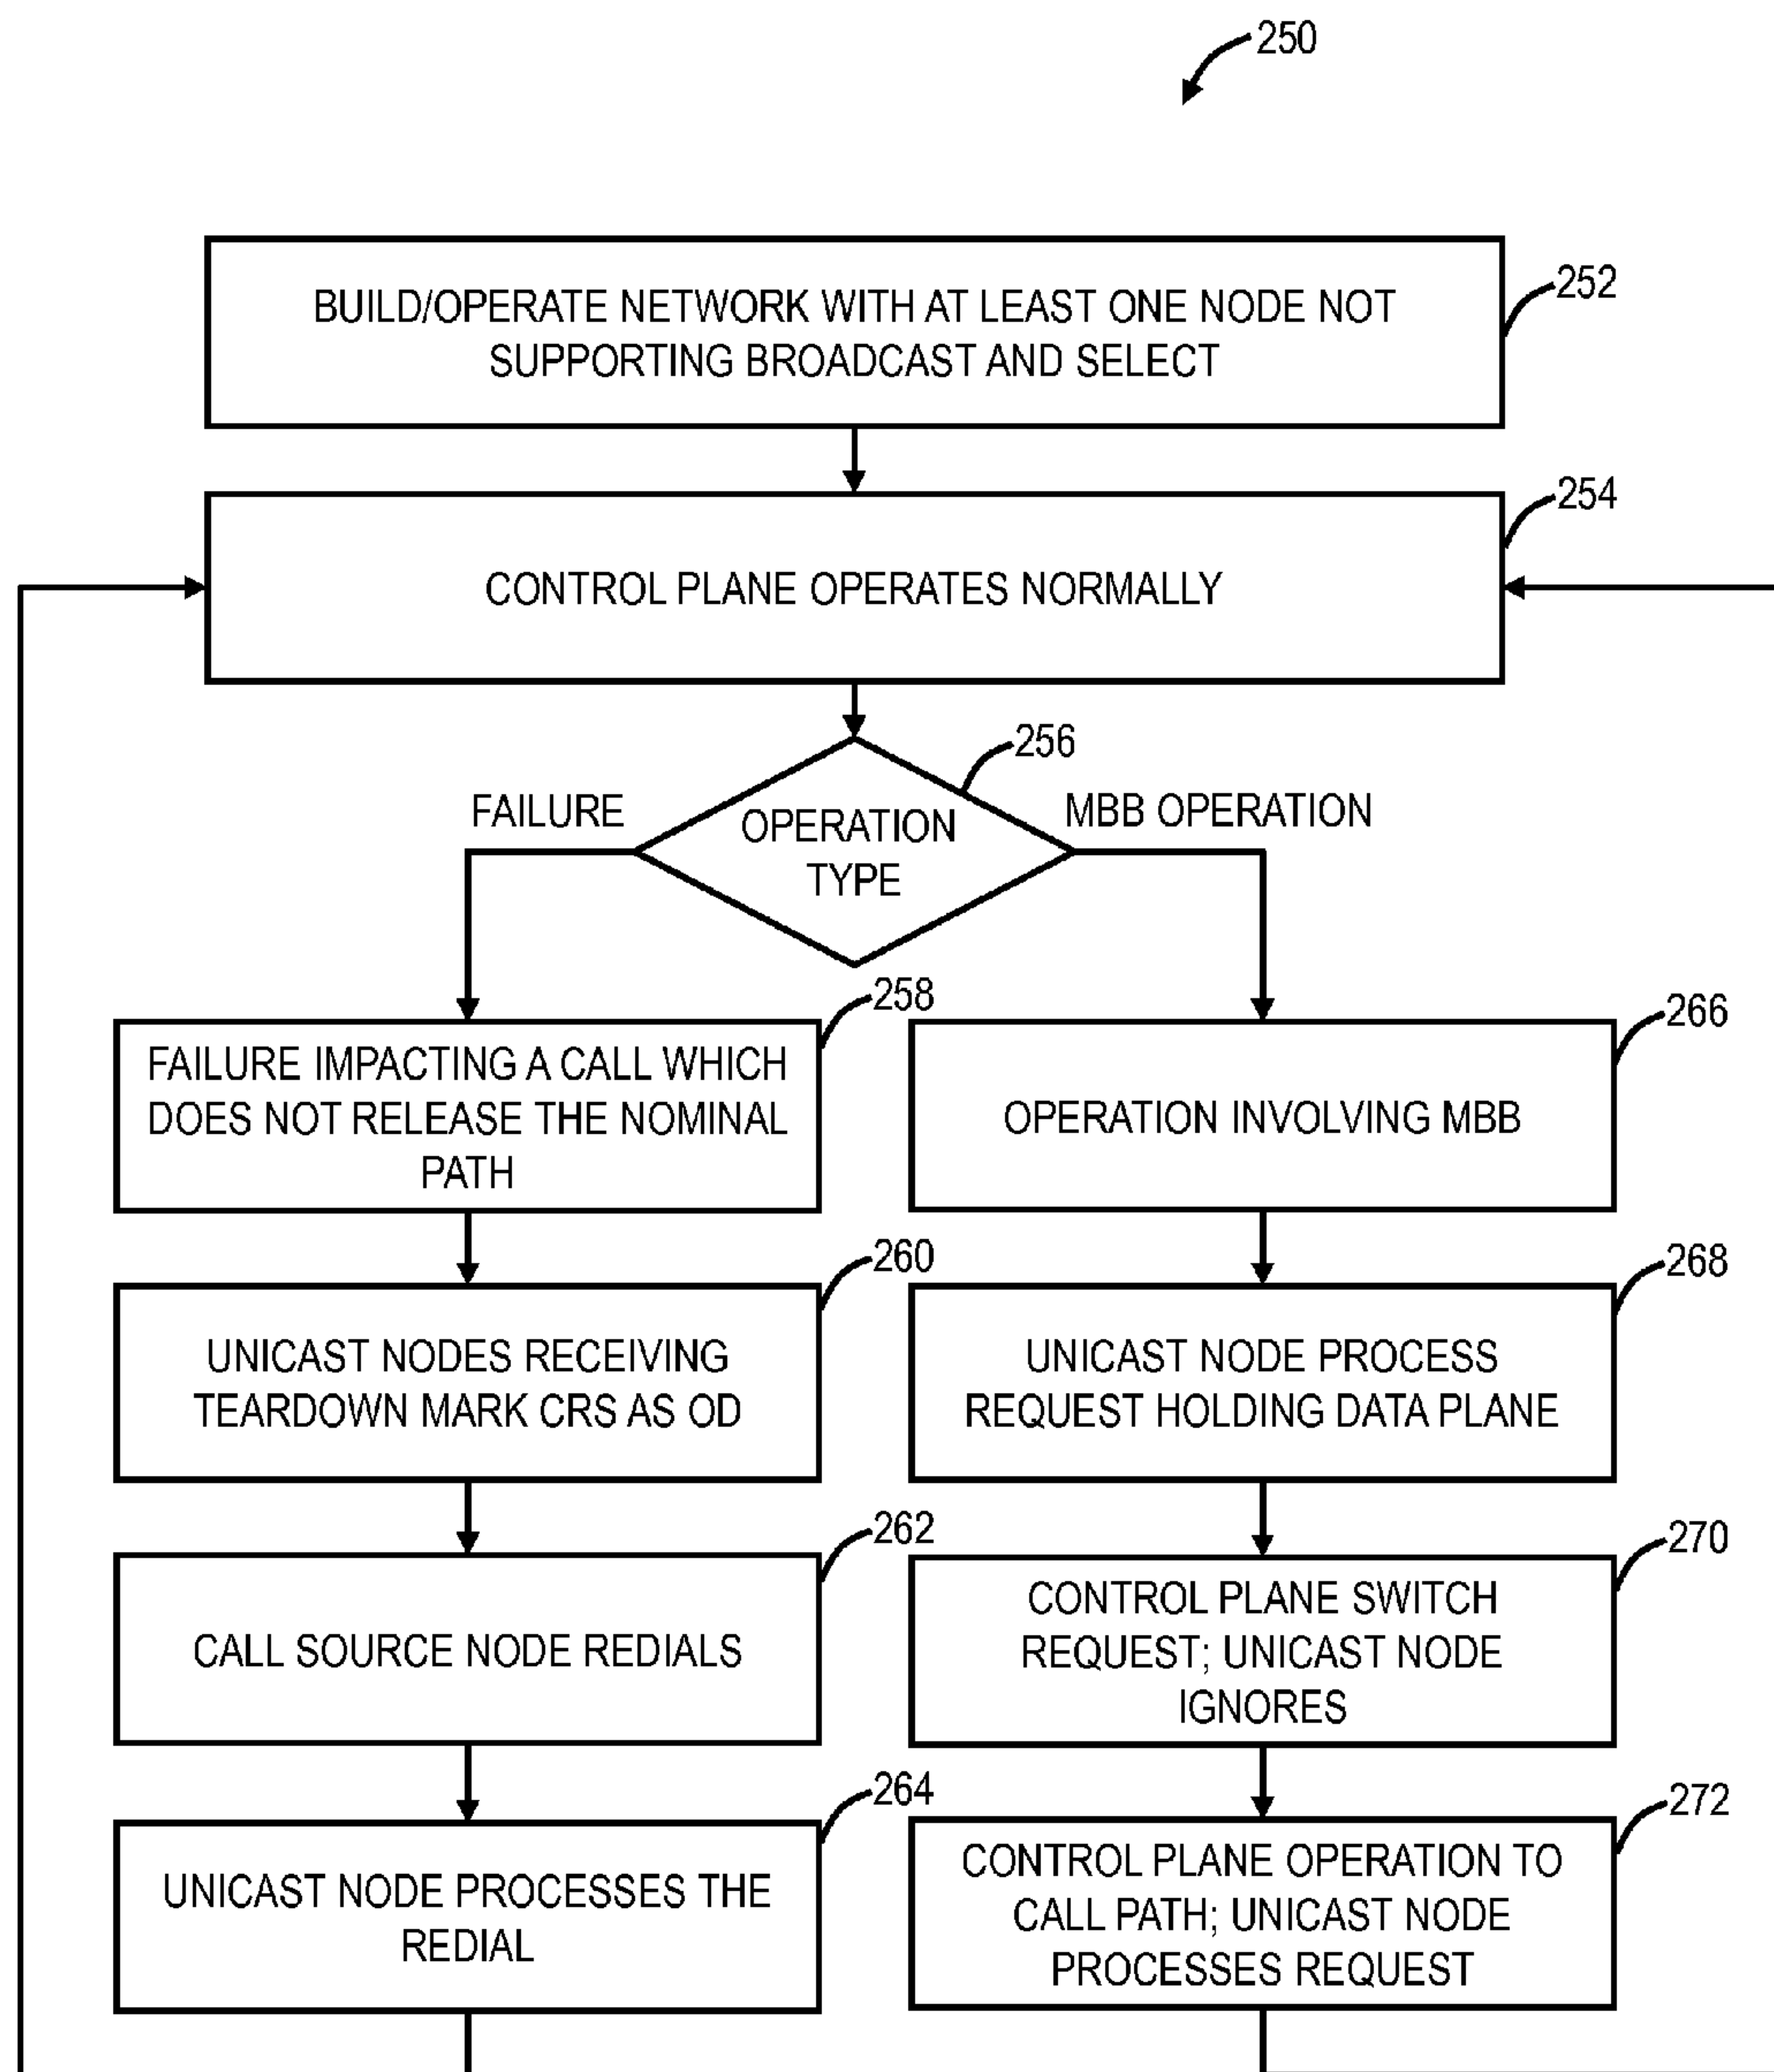 250
BUILD/OPERATE NETWORK WITH AT LEAST ONE NODE NOT
SUPPORTING BROADCAST AND SELECT
252
CONTROL PLANE OPERATES NORMALLY
254
256
FAILURE
OPERATION
TYPE
MBB OPERATION
FAILURE IMPACTING A CALL WHICH
DOES NOT RELEASE THE NOMINAL
PATH
258
UNICAST NODES RECEIVING
TEARDOWN MARK CRS AS OD
260
CALL SOURCE NODE REDIALS
262
UNICAST NODE PROCESSES THE
REDIAL
264
OPERATION INVOLVING MBB
266
UNICAST NODE PROCESS
REQUEST HOLDING DATA PLANE
268
CONTROL PLANE SWITCH
REQUEST; UNICAST NODE
IGNORES
270
CONTROL PLANE OPERATION TO
CALL PATH; UNICAST NODE
PROCESSES REQUEST
272